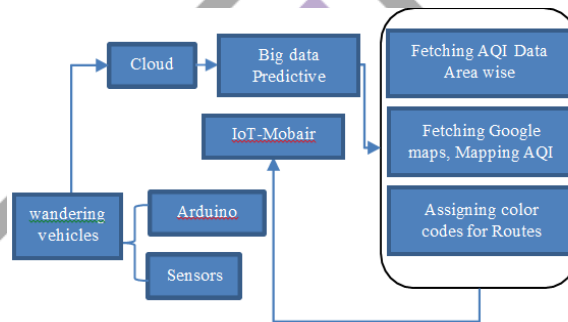 Cloud
Big data
Predictive
Fetching AQI Data
Area wise
IoT-Mobair
Fetching Google
maps, Mapping AQI
wandering
vehicles
Arduino
Sensors
Assigning color
codes for Routes